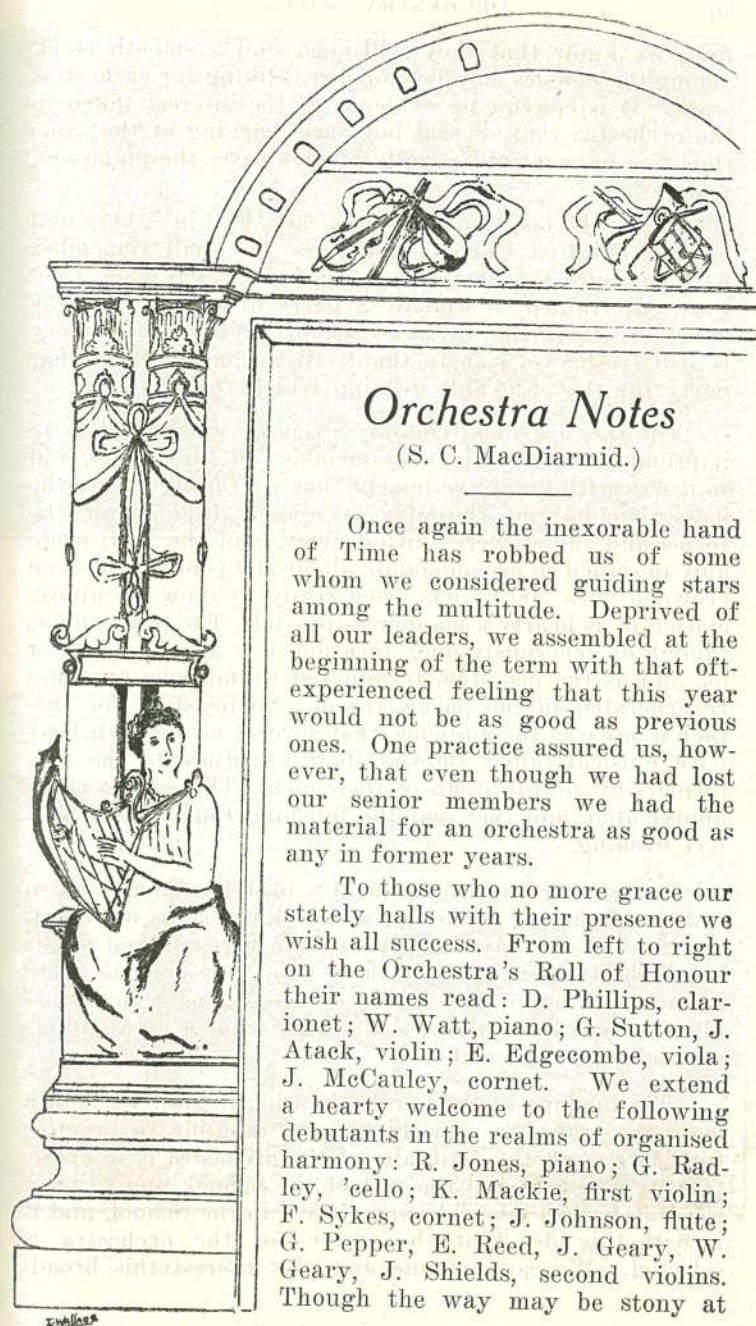 Orchestra Notes
(S. C. MacDiarmid.)
Once again the inexorable hand
of Time has robbed us of some
whom we considered guiding stars
among the multitude. Deprived of
all our leaders, we assembled at the
beginning of the term with that oft-
experienced feeling that this year
would not be as good as previous
ones. One practice assured us, how-
ever, that even though we had lost
our senior members we had the
material for an orchestra as good as
any in former years.
To those who no more grace our
stately halls with their presence we
wish all success. From left to right
on the Orchestra's Roll of Honour
their names read: D. Phillips, clar-
ionet; W. Watt, piano; G. Sutton, J.
Atack, violin; E. Edgecombe, viola;
J. McCauley, cornet. We extend
a hearty welcome to the following
debutants in the realms of organised
harmony: R. Jones, piano; G. Rad-
ley, 'cello; K. Mackie, first violin;
F. Sykes, cornet; J. Johnson, flute;
G. Pepper, E. Reed, J. Geary, W.
Geary, J. Shields, second violins.
Though the way may be stony at